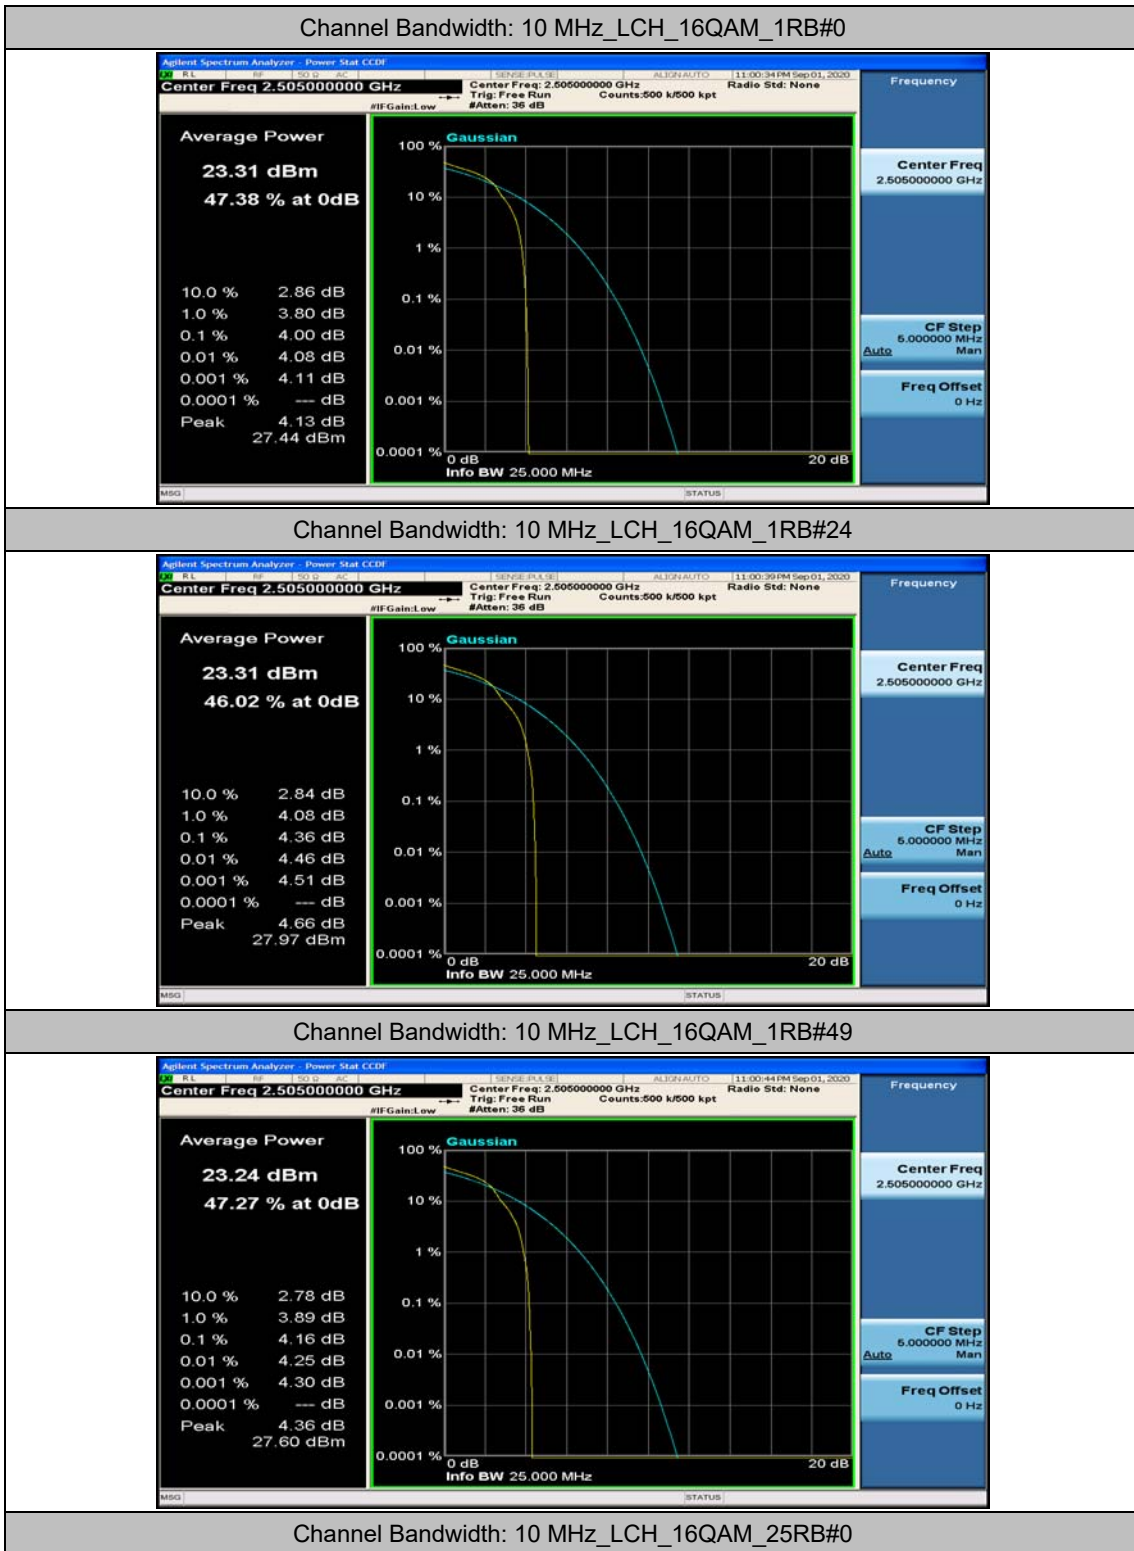 Channel Bandwidth: 10 MHz_LCH_16QAM_1RB#0
Agilent Spectrum Analyzer - Power Stat CCDF
RL RF 50 Ω AC SENSE:PULSE ALIGN AUTO 11:00:34 PM Sep 01, 2020
Center Freq 2.505000000 GHz
Center Freq: 2.505000000 GHz Radio Std: None
Trig: Free Run Counts:500 k/500 kpt
#IFGain:Low #Atten: 36 dB
Frequency
Average Power
23.31 dBm
47.38 % at 0dB
10.0 % 2.86 dB
1.0 % 3.80 dB
0.1 % 4.00 dB
0.01 % 4.08 dB
0.001 % 4.11 dB
0.0001 % --- dB
Peak 4.13 dB
27.44 dBm
Gaussian
100 %
10 %
1 %
0.1 %
0.01 %
0.001 %
0.0001 %
0 dB 20 dB
Info BW 25.000 MHz
Center Freq
2.505000000 GHz
CF Step
5.000000 MHz
Auto Man
Freq Offset
0 Hz
MSG STATUS
Channel Bandwidth: 10 MHz_LCH_16QAM_1RB#24
Agilent Spectrum Analyzer - Power Stat CCDF
RL RF 50 Ω AC SENSE:PULSE ALIGN AUTO 11:00:39 PM Sep 01, 2020
Center Freq 2.505000000 GHz
Center Freq: 2.505000000 GHz Radio Std: None
Trig: Free Run Counts:500 k/500 kpt
#IFGain:Low #Atten: 36 dB
Frequency
Average Power
23.31 dBm
46.02 % at 0dB
10.0 % 2.84 dB
1.0 % 4.08 dB
0.1 % 4.36 dB
0.01 % 4.46 dB
0.001 % 4.51 dB
0.0001 % --- dB
Peak 4.66 dB
27.97 dBm
Gaussian
100 %
10 %
1 %
0.1 %
0.01 %
0.001 %
0.0001 %
0 dB 20 dB
Info BW 25.000 MHz
Center Freq
2.505000000 GHz
CF Step
5.000000 MHz
Auto Man
Freq Offset
0 Hz
MSG STATUS
Channel Bandwidth: 10 MHz_LCH_16QAM_1RB#49
Agilent Spectrum Analyzer - Power Stat CCDF
RL RF 50 Ω AC SENSE:PULSE ALIGN AUTO 11:00:44 PM Sep 01, 2020
Center Freq 2.505000000 GHz
Center Freq: 2.505000000 GHz Radio Std: None
Trig: Free Run Counts:500 k/500 kpt
#IFGain:Low #Atten: 36 dB
Frequency
Average Power
23.24 dBm
47.27 % at 0dB
10.0 % 2.78 dB
1.0 % 3.89 dB
0.1 % 4.16 dB
0.01 % 4.25 dB
0.001 % 4.30 dB
0.0001 % --- dB
Peak 4.36 dB
27.60 dBm
Gaussian
100 %
10 %
1 %
0.1 %
0.01 %
0.001 %
0.0001 %
0 dB 20 dB
Info BW 25.000 MHz
Center Freq
2.505000000 GHz
CF Step
5.000000 MHz
Auto Man
Freq Offset
0 Hz
MSG STATUS
Channel Bandwidth: 10 MHz_LCH_16QAM_25RB#0